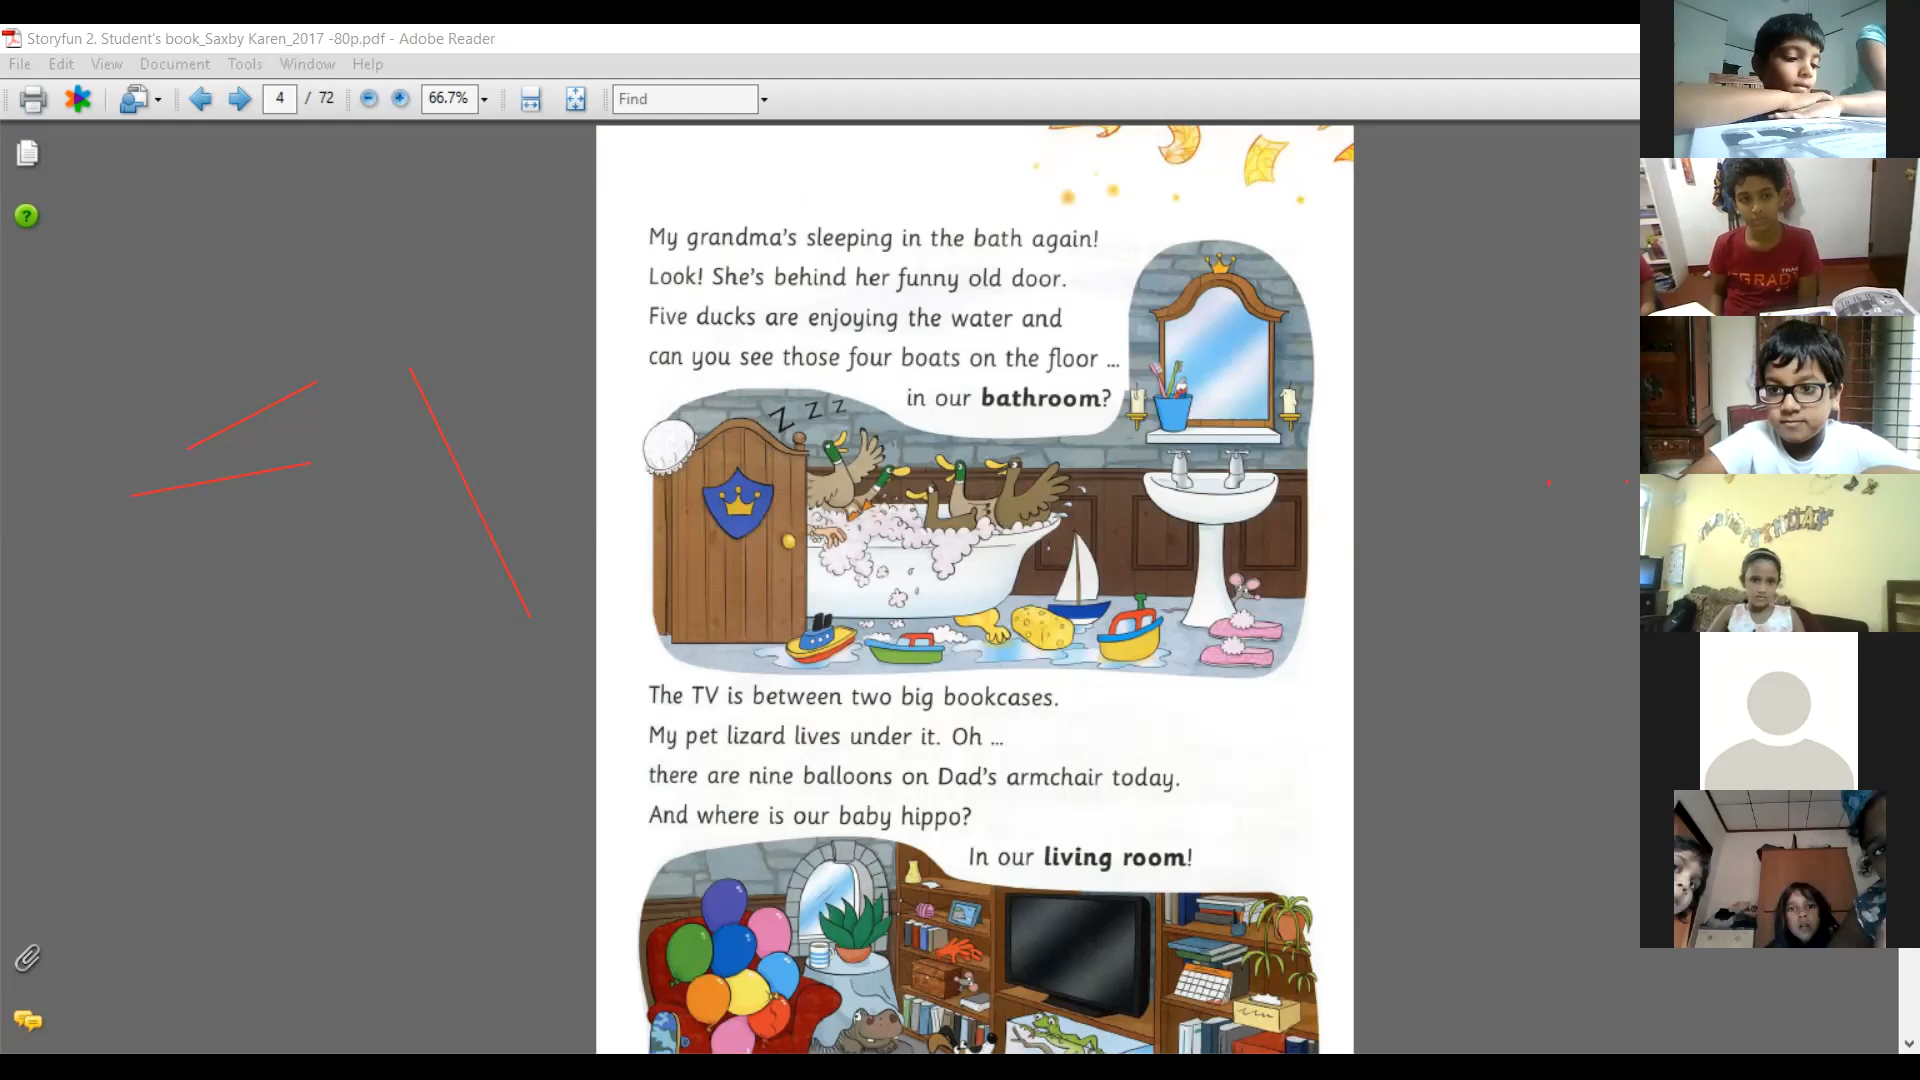 Storyfun 2. Student's book_Saxby Karen_2017 -80p.pdf - Adobe Reader
File Edit View Document Tools Window Help
4 / 72 66.7% Find
My grandma's sleeping in the bath again!
Look! She's behind her funny old door.
Five ducks are enjoying the water and
can you see those four boats on the floor ...
in our bathroom?
Z Z Z
The TV is between two big bookcases.
My pet lizard lives under it. Oh ...
there are nine balloons on Dad's armchair today.
And where is our baby hippo?
In our living room!